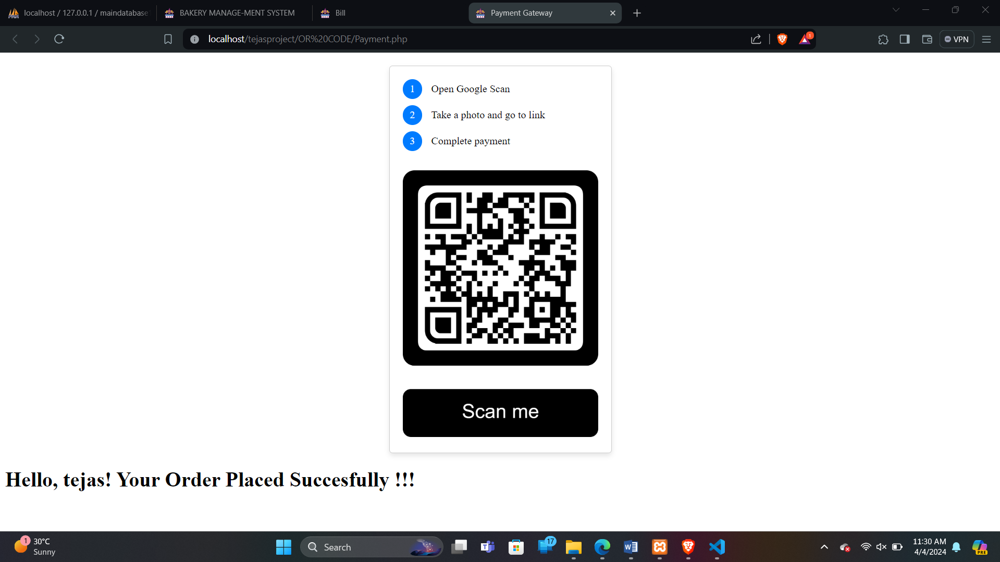 localhost / 127.0.0.1 / maindatabase
BAKERY MANAGE-MENT SYSTEM
Bill
Payment Gateway
localhost/tejasproject/OR%20CODE/Payment.php
1
VPN
1 Open Google Scan
2 Take a photo and go to link
3 Complete payment
Scan me
Hello, tejas! Your Order Placed Succesfully !!!
1
30°C
Sunny
Search
T
17
W
11:30 AM
4/4/2024
PRE